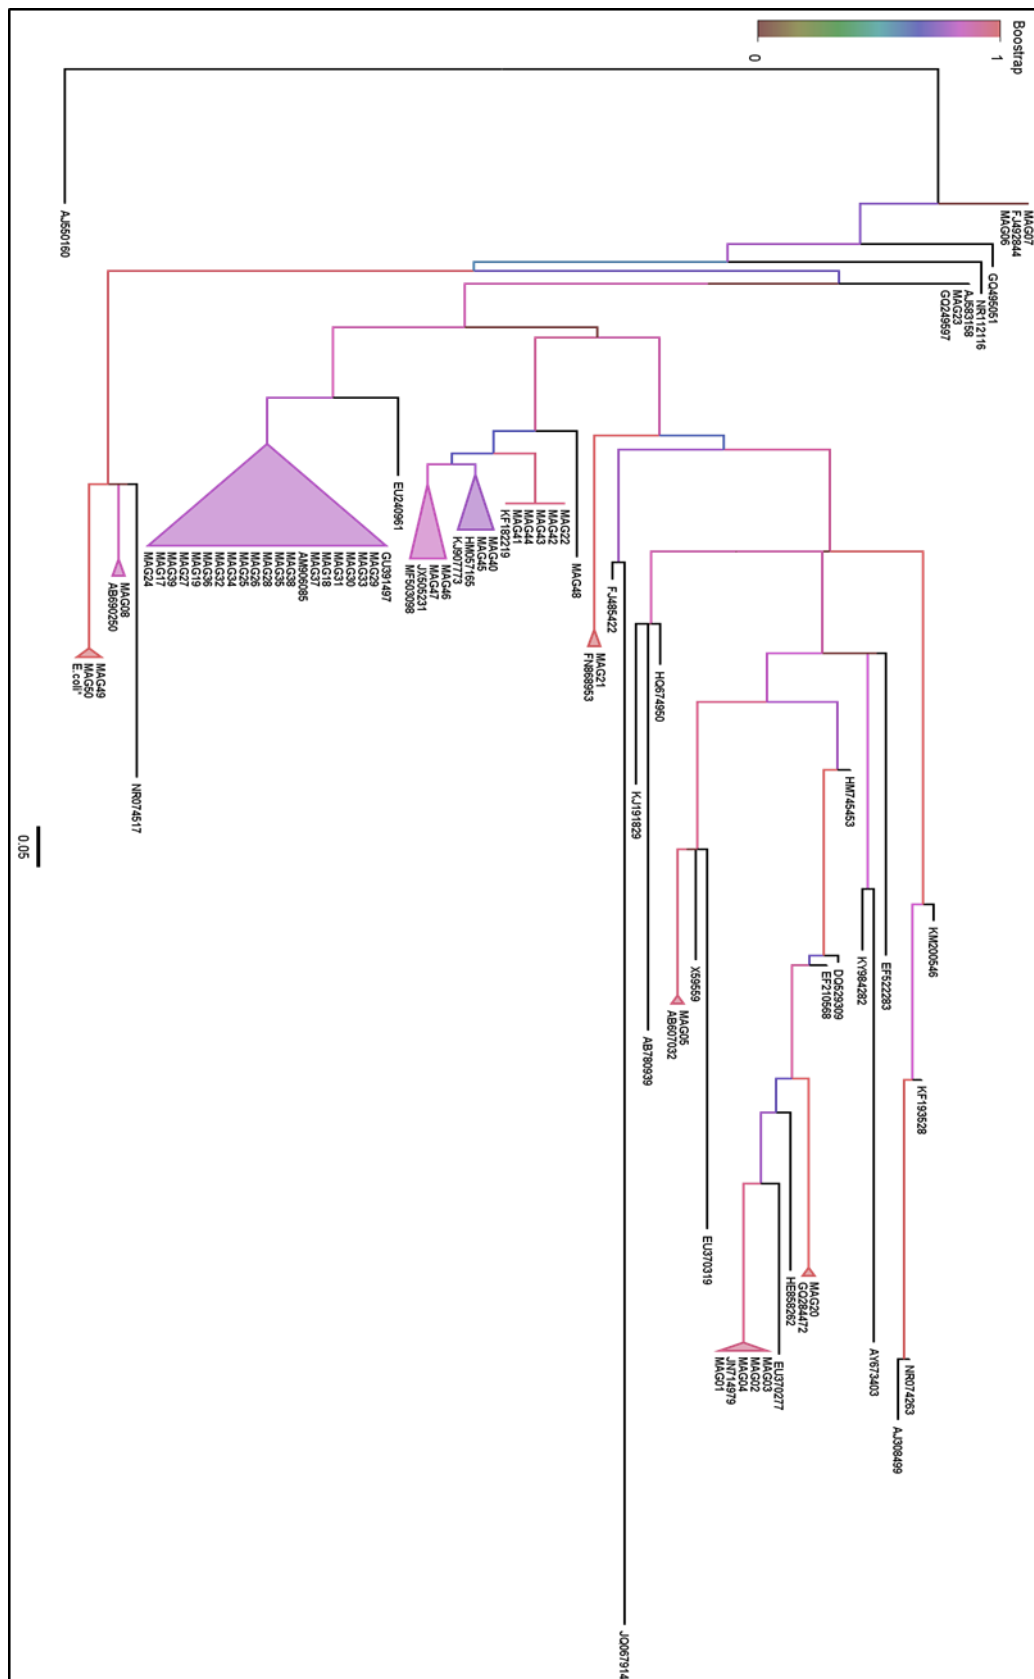 Boostrap
0
1
MAG07
FJ492844
MAG06
GQ495051
NR112116
AJ583158
MAG23
GQ249597
KM200546
KF193528
NR074263
AJ308499
EF522283
AY673403
KY984282
HM745453
DQ529309
EF210568
MAG20
GQ284472
HE858262
EU370277
MAG03
MAG02
MAG04
JN714979
MAG01
EU370319
X59559
MAG05
AB607032
HQ674950
AB780939
KJ191829
JQ067914
FJ485422
MAG21
FN868953
MAG48
MAG22
MAG42
MAG43
MAG44
MAG41
KF182219
MAG40
MAG45
HM057165
KJ907773
MAG46
MAG47
JX505231
MF503098
EU240961
GU391497
MAG29
MAG33
MAG30
MAG31
MAG18
MAG37
AM906085
MAG38
MAG35
MAG28
MAG26
MAG25
MAG34
MAG32
MAG36
MAG19
MAG27
MAG39
MAG17
MAG24
NR074517
MAG08
AB690250
MAG49
MAG50
E.coli*
AJ550160
0.05